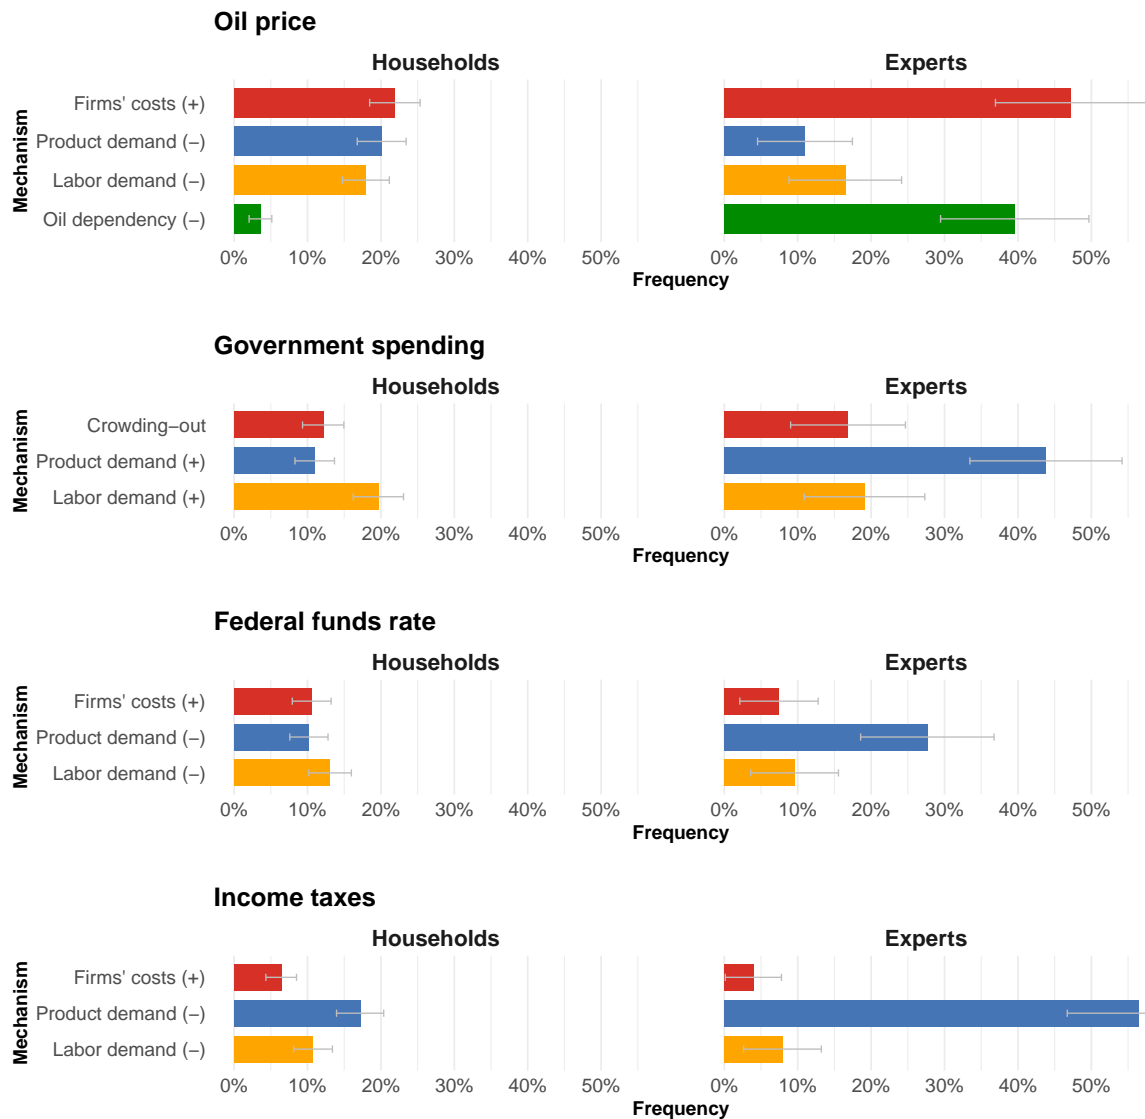 Oil price
Households Experts
Mechanism
Firms' costs (+)
Product demand (−)
Labor demand (−)
Oil dependency (−)
0% 10% 20% 30% 40% 50% 0% 10% 20% 30% 40% 50%
Frequency
Government spending
Households Experts
Mechanism
Crowding−out
Product demand (+)
Labor demand (+)
0% 10% 20% 30% 40% 50% 0% 10% 20% 30% 40% 50%
Frequency
Federal funds rate
Households Experts
Mechanism
Firms' costs (+)
Product demand (−)
Labor demand (−)
0% 10% 20% 30% 40% 50% 0% 10% 20% 30% 40% 50%
Frequency
Income taxes
Households Experts
Mechanism
Firms' costs (+)
Product demand (−)
Labor demand (−)
0% 10% 20% 30% 40% 50% 0% 10% 20% 30% 40% 50%
Frequency